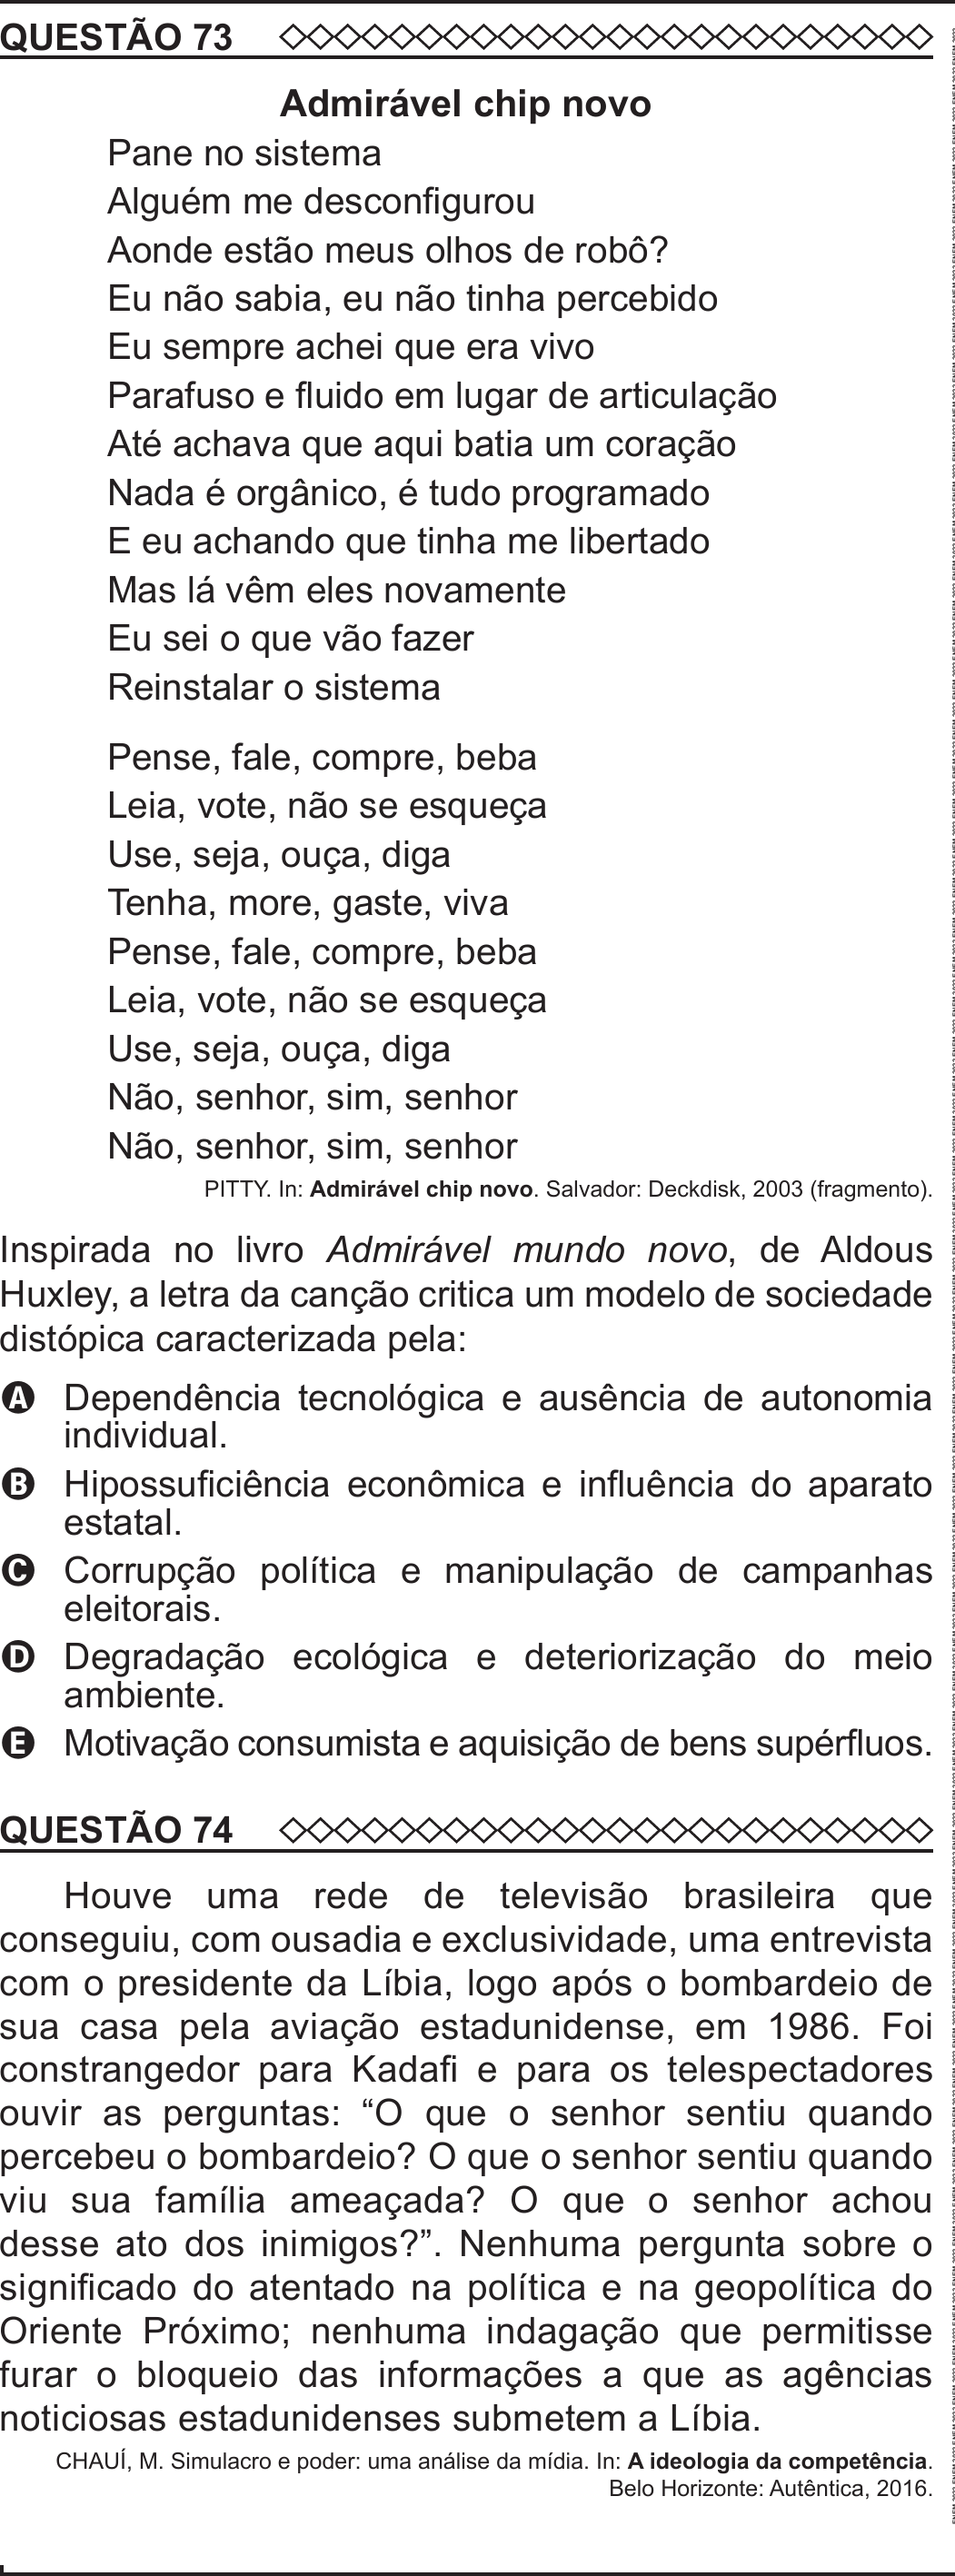 QUESTÃO 73
Admirável chip novo
Pane no sistema
Alguém me desconfigurou
Aonde estão meus olhos de robô?
Eu não sabia, eu não tinha percebido
Eu sempre achei que era vivo
Parafuso e fluido em lugar de articulação
Até achava que aqui batia um coração
Nada é orgânico, é tudo programado
E eu achando que tinha me libertado
Mas lá vêm eles novamente
Eu sei o que vão fazer
Reinstalar o sistema
Pense, fale, compre, beba
Leia, vote, não se esqueça
Use, seja, ouça, diga
Tenha, more, gaste, viva
Pense, fale, compre, beba
Leia, vote, não se esqueça
Use, seja, ouça, diga
Não, senhor, sim, senhor
Não, senhor, sim, senhor
PITTY. In: Admirável chip novo. Salvador: Deckdisk, 2003 (fragmento).
Inspirada no livro Admirável mundo novo, de Aldous
Huxley, a letra da canção critica um modelo de sociedade
distópica caracterizada pela:
A Dependência tecnológica e ausência de autonomia
individual.
B Hipossuficiência econômica e influência do aparato
estatal.
C Corrupção política e manipulação de campanhas
eleitorais.
D Degradação ecológica e deteriorização do meio
ambiente.
E Motivação consumista e aquisição de bens supérfluos.
QUESTÃO 74
Houve uma rede de televisão brasileira que
conseguiu, com ousadia e exclusividade, uma entrevista
com o presidente da Líbia, logo após o bombardeio de
sua casa pela aviação estadunidense, em 1986. Foi
constrangedor para Kadafi e para os telespectadores
ouvir as perguntas: “O que o senhor sentiu quando
percebeu o bombardeio? O que o senhor sentiu quando
viu sua família ameaçada? O que o senhor achou
desse ato dos inimigos?”. Nenhuma pergunta sobre o
significado do atentado na política e na geopolítica do
Oriente Próximo; nenhuma indagação que permitisse
furar o bloqueio das informações a que as agências
noticiosas estadunidenses submetem a Líbia.
CHAUÍ, M. Simulacro e poder: uma análise da mídia. In: A ideologia da competência.
Belo Horizonte: Autêntica, 2016.